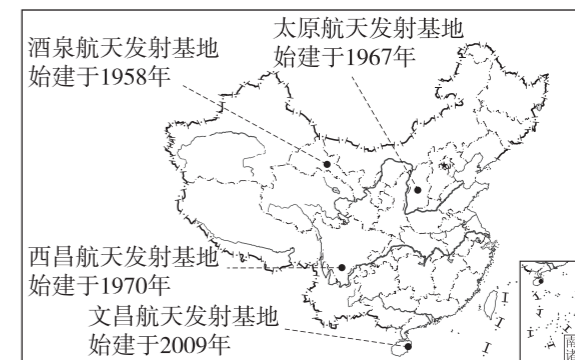 酒泉航天发射基地
始建于1958年
太原航天发射基地
始建于1967年
西昌航天发射基地
始建于1970年
文昌航天发射基地
始建于2009年